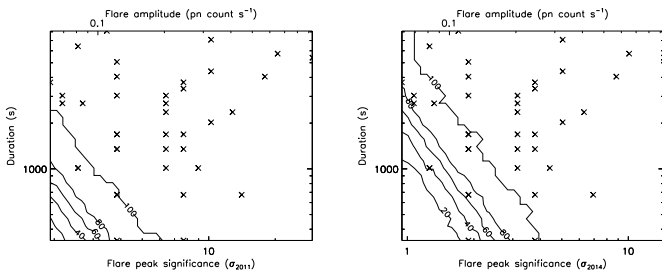 Flare amplitude (pn count s⁻¹)
0.1
Duration (s)
1000
100
80
60
40
10
Flare peak significance (σ2011)
Flare amplitude (pn count s⁻¹)
0.1
Duration (s)
1000
100
80
60
40
20
1
10
Flare peak significance (σ2014)